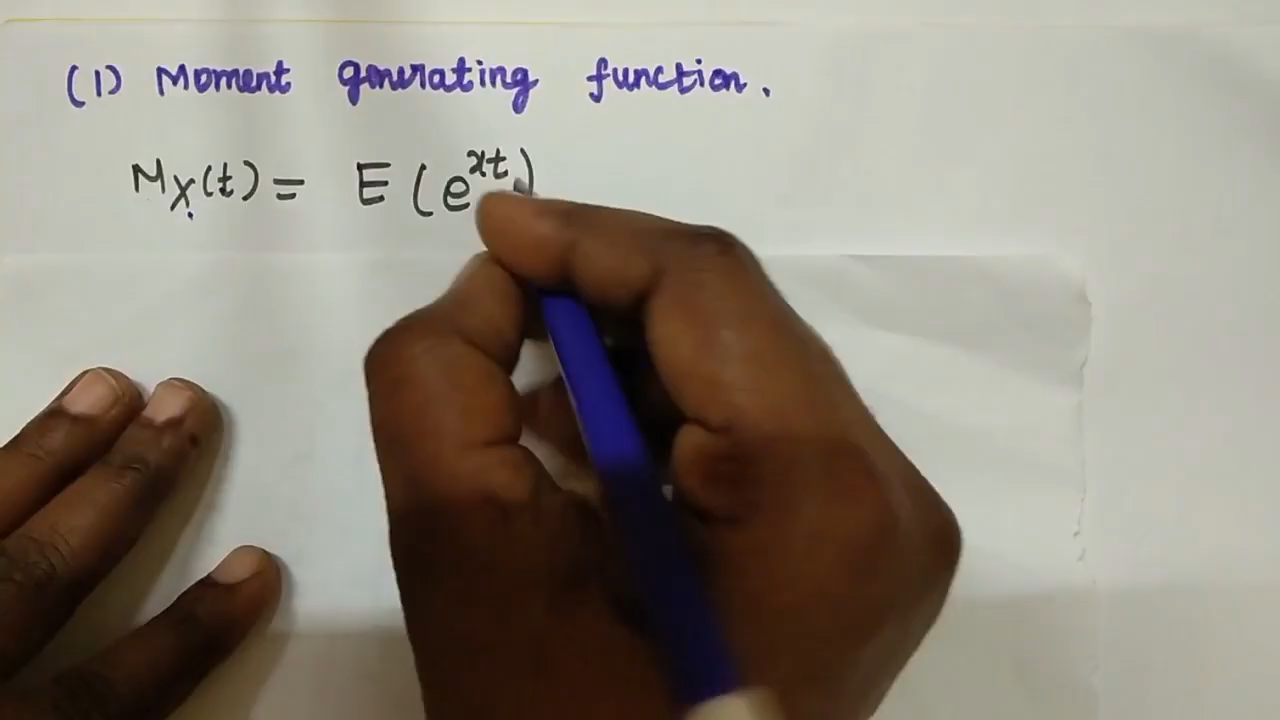 (1) Moment generating function.
Mx(t) = E (e^xt)